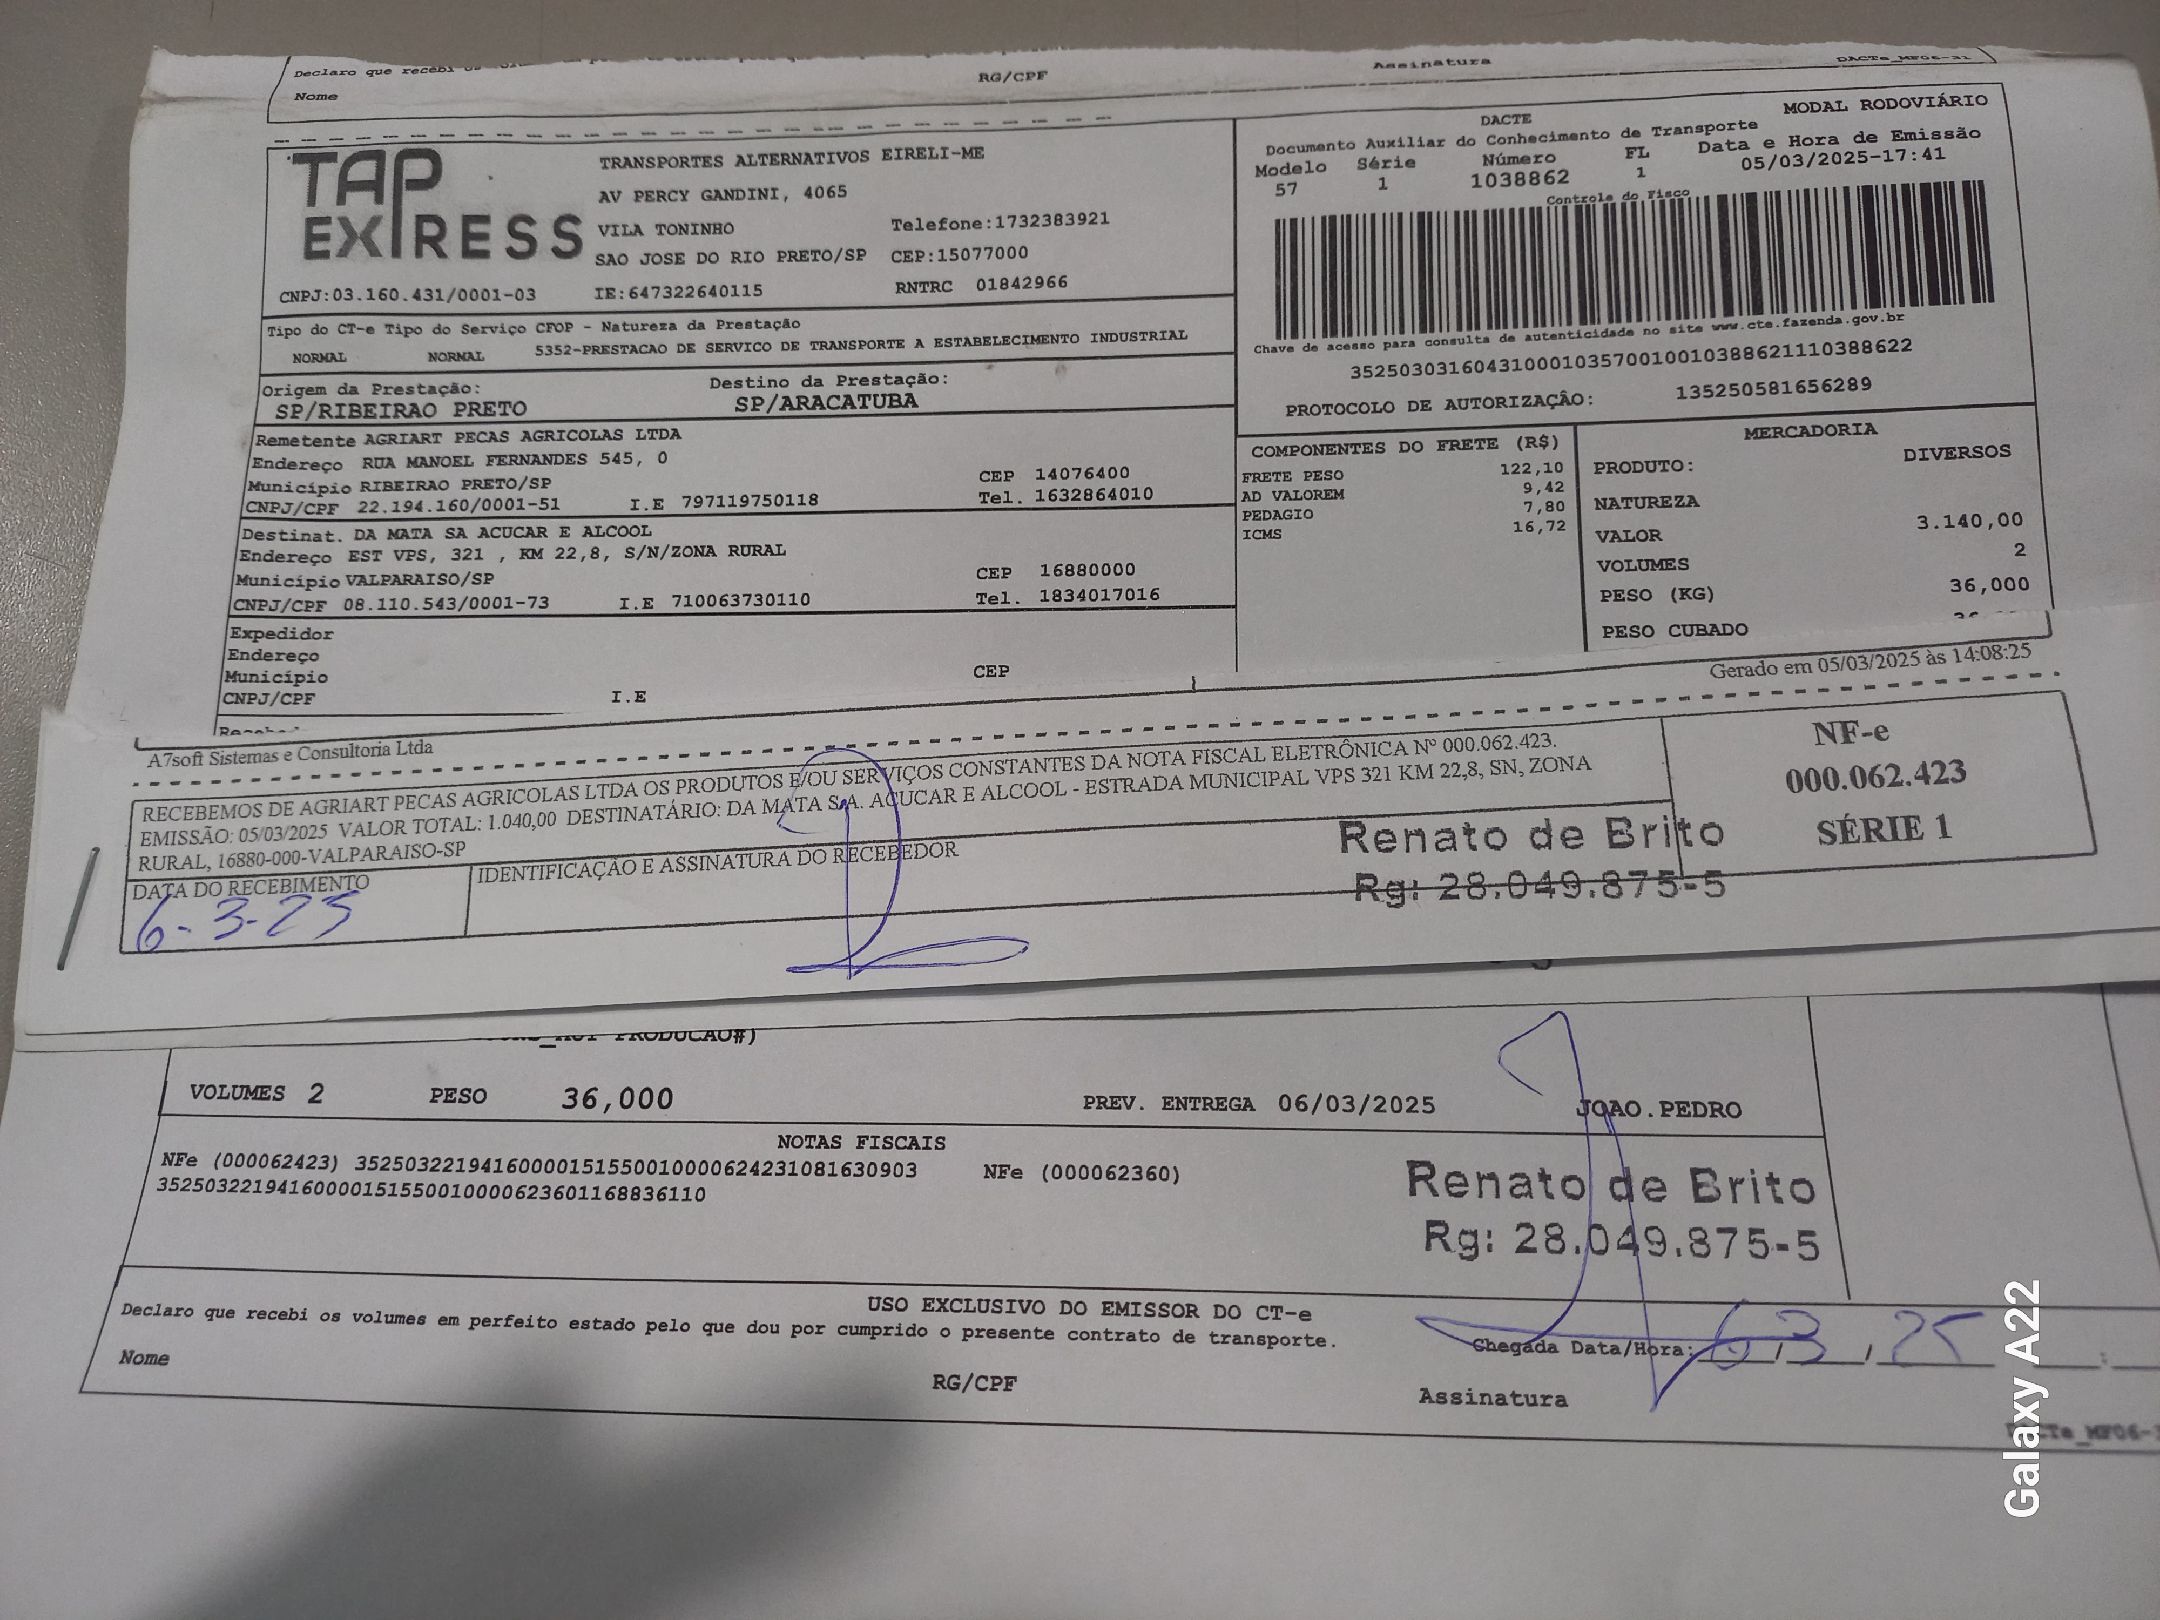 Declaro que recebi os
RG/CPF
Assinatura
DACTe_MF06-31
Nome
TAP EXPRESS
TRANSPORTES ALTERNATIVOS EIRELI-ME
AV PERCY GANDINI, 4065
VILA TONINHO Telefone:1732383921
SAO JOSE DO RIO PRETO/SP CEP:15077000
CNPJ:03.160.431/0001-03 IE:647322640115 RNTRC 01842966
DACTE MODAL RODOVIÁRIO
Documento Auxiliar do Conhecimento de Transporte
Modelo Série Número FL Data e Hora de Emissão
57 1 1038862 1 05/03/2025-17:41
Controle do Fisco
Chave de acesso para consulta de autenticidade no site www.cte.fazenda.gov.br
35250303160431000103570010010388621110388622
PROTOCOLO DE AUTORIZAÇÃO: 135250581656289
Tipo do CT-e Tipo do Serviço CFOP - Natureza da Prestação
NORMAL NORMAL 5352-PRESTACAO DE SERVICO DE TRANSPORTE A ESTABELECIMENTO INDUSTRIAL
Origem da Prestação: Destino da Prestação:
SP/RIBEIRAO PRETO SP/ARACATUBA
Remetente AGRIART PECAS AGRICOLAS LTDA
Endereço RUA MANOEL FERNANDES 545, 0
Município RIBEIRAO PRETO/SP CEP 14076400
CNPJ/CPF 22.194.160/0001-51 I.E 797119750118 Tel. 1632864010
Destinat. DA MATA SA ACUCAR E ALCOOL
Endereço EST VPS, 321 , KM 22,8, S/N/ZONA RURAL
Município VALPARAISO/SP CEP 16880000
CNPJ/CPF 08.110.543/0001-73 I.E 710063730110 Tel. 1834017016
Expedidor
Endereço
Município CEP
CNPJ/CPF I.E
COMPONENTES DO FRETE (R$)
FRETE PESO 122,10
AD VALOREM 9,42
PEDAGIO 7,80
ICMS 16,72
MERCADORIA
PRODUTO: DIVERSOS
NATUREZA
VALOR 3.140,00
VOLUMES 2
PESO (KG) 36,000
PESO CUBADO
Gerado em 05/03/2025 às 14:08:25
A7soft Sistemas e Consultoria Ltda
RECEBEMOS DE AGRIART PECAS AGRICOLAS LTDA OS PRODUTOS E/OU SERVIÇOS CONSTANTES DA NOTA FISCAL ELETRÔNICA Nº 000.062.423.
EMISSÃO: 05/03/2025 VALOR TOTAL: 1.040,00 DESTINATÁRIO: DA MATA S.A. ACUCAR E ALCOOL - ESTRADA MUNICIPAL VPS 321 KM 22,8, SN, ZONA
RURAL, 16880-000-VALPARAISO-SP
NF-e
000.062.423
SÉRIE 1
DATA DO RECEBIMENTO
6-3-25
IDENTIFICAÇÃO E ASSINATURA DO RECEBEDOR
Renato de Brito
Rg: 28.049.875-5
PRODUCAO#)
VOLUMES 2 PESO 36,000 PREV. ENTREGA 06/03/2025 JOAO.PEDRO
NOTAS FISCAIS
NFe (000062423) 35250322194160000151550010000624231081630903 NFe (000062360)
35250322194160000151550010000623601168836110
Renato de Brito
Rg: 28.049.875-5
USO EXCLUSIVO DO EMISSOR DO CT-e
Declaro que recebi os volumes em perfeito estado pelo que dou por cumprido o presente contrato de transporte.
Chegada Data/Hora: 6/3/25
Nome
RG/CPF
Assinatura
Galaxy A22